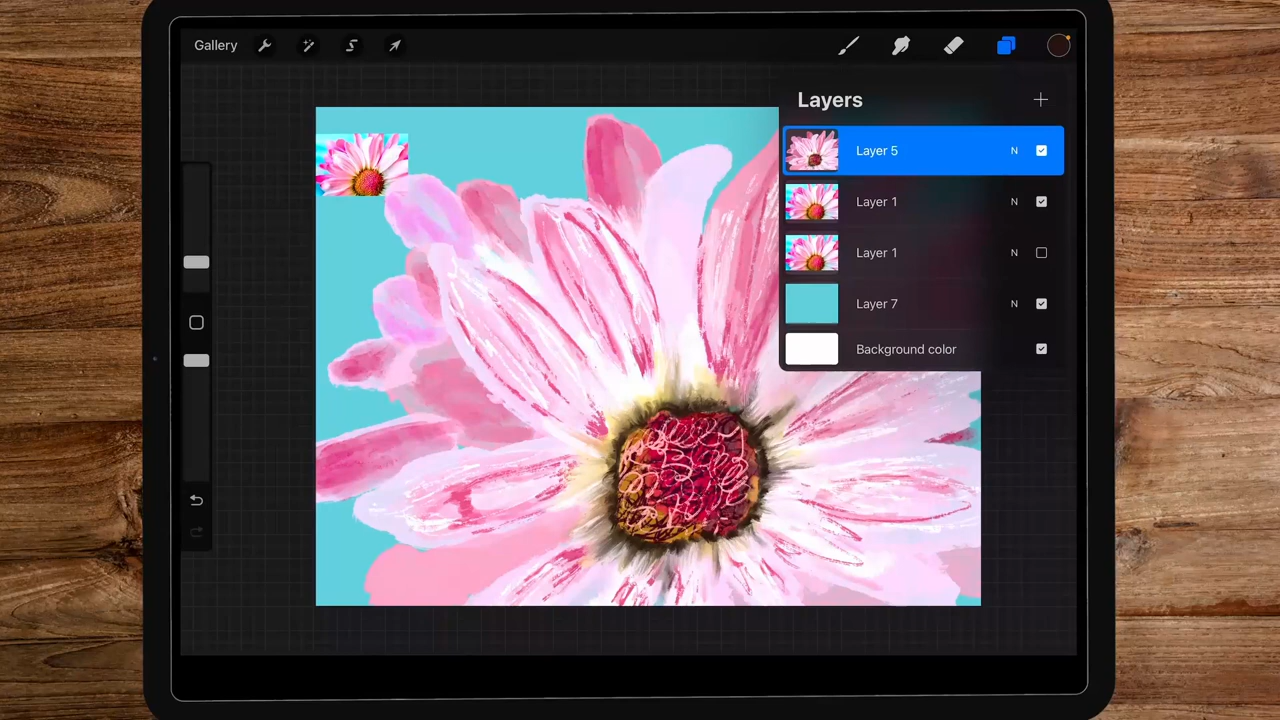 Gallery
Layers
Layer 5 N
Layer 1 N
Layer 1 N
Layer 7 N
Background color